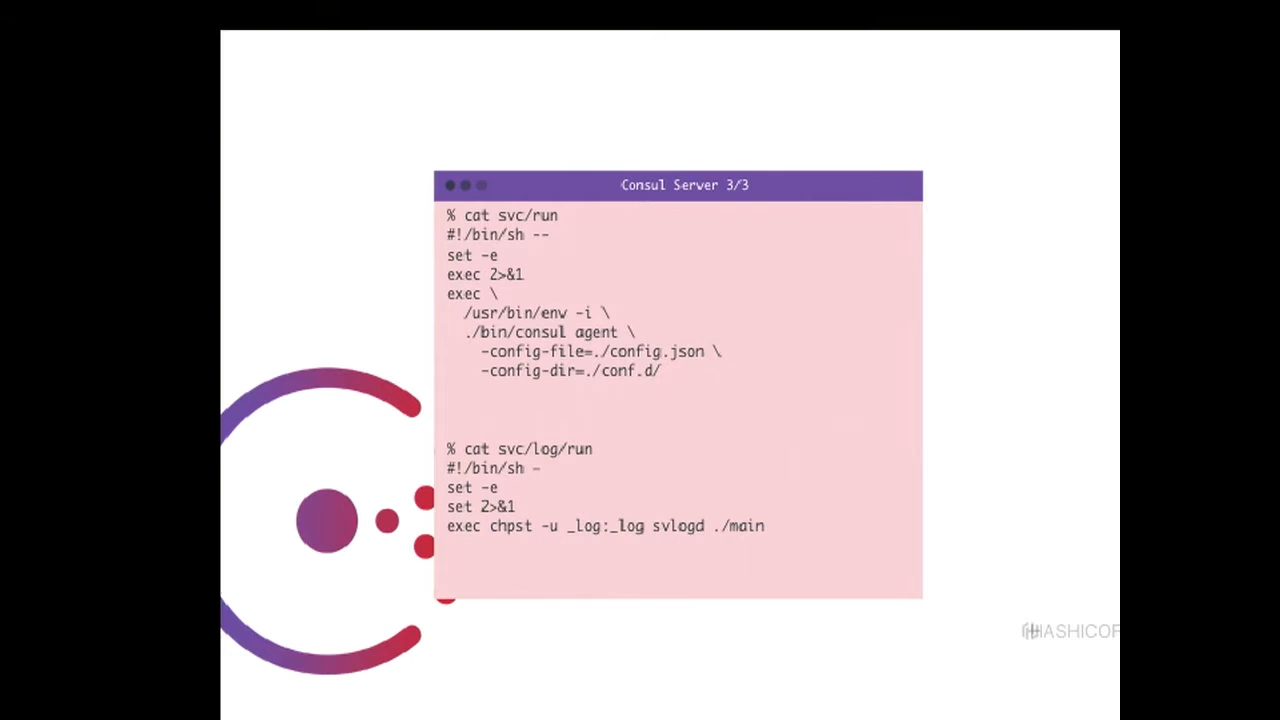 Consul Server 3/3
% cat svc/run
#!/bin/sh --
set -e
exec 2>&1
exec \
/usr/bin/env -i \
./bin/consul agent \
-config-file=./config.json \
-config-dir=./conf.d/
% cat svc/log/run
#!/bin/sh -
set -e
set 2>&1
exec chpst -u _log:_log svlogd ./main
HASHICOR